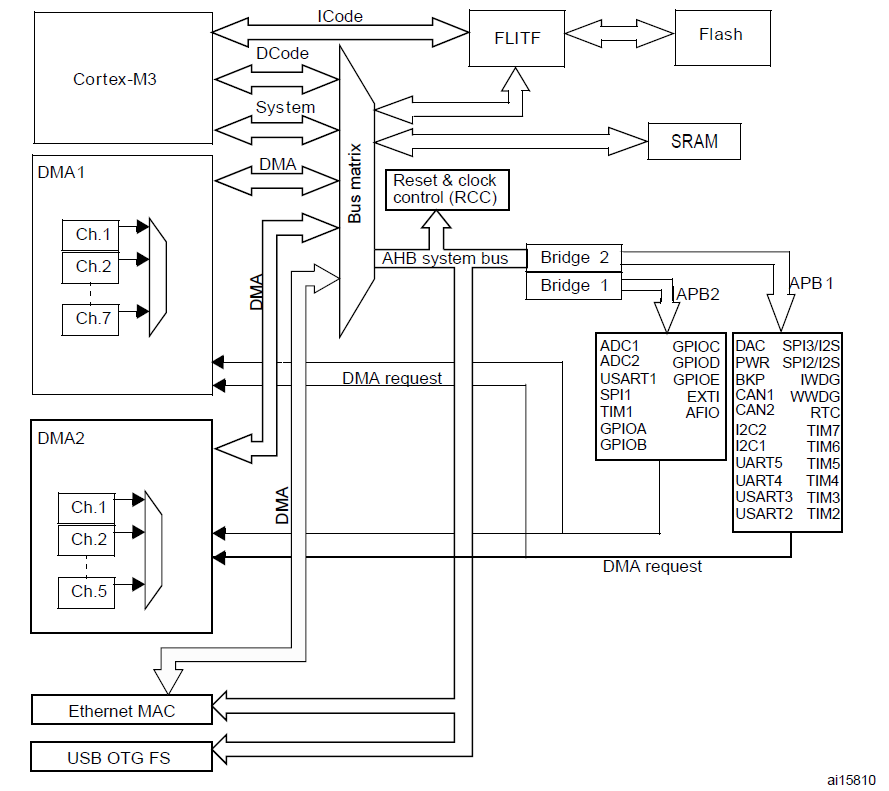 ICode
FLITF
Flash
Cortex-M3
DCode
System
SRAM
DMA1
DMA
Bus matrix
Reset & clock
control (RCC)
Ch.1
Ch.2
Ch.7
AHB system bus
Bridge 2
Bridge 1
APB2
APB1
DMA
DMA request
ADC1
ADC2
USART1
SPI1
TIM1
GPIOA
GPIOB
GPIOC
GPIOD
GPIOE
EXTI
AFIO
DAC
PWR
BKP
CAN1
CAN2
I2C2
I2C1
UART5
UART4
USART3
USART2
SPI3/I2S
SPI2/I2S
IWDG
WWDG
RTC
TIM7
TIM6
TIM5
TIM4
TIM3
TIM2
DMA2
Ch.1
Ch.2
Ch.5
DMA
DMA request
Ethernet MAC
USB OTG FS
ai15810